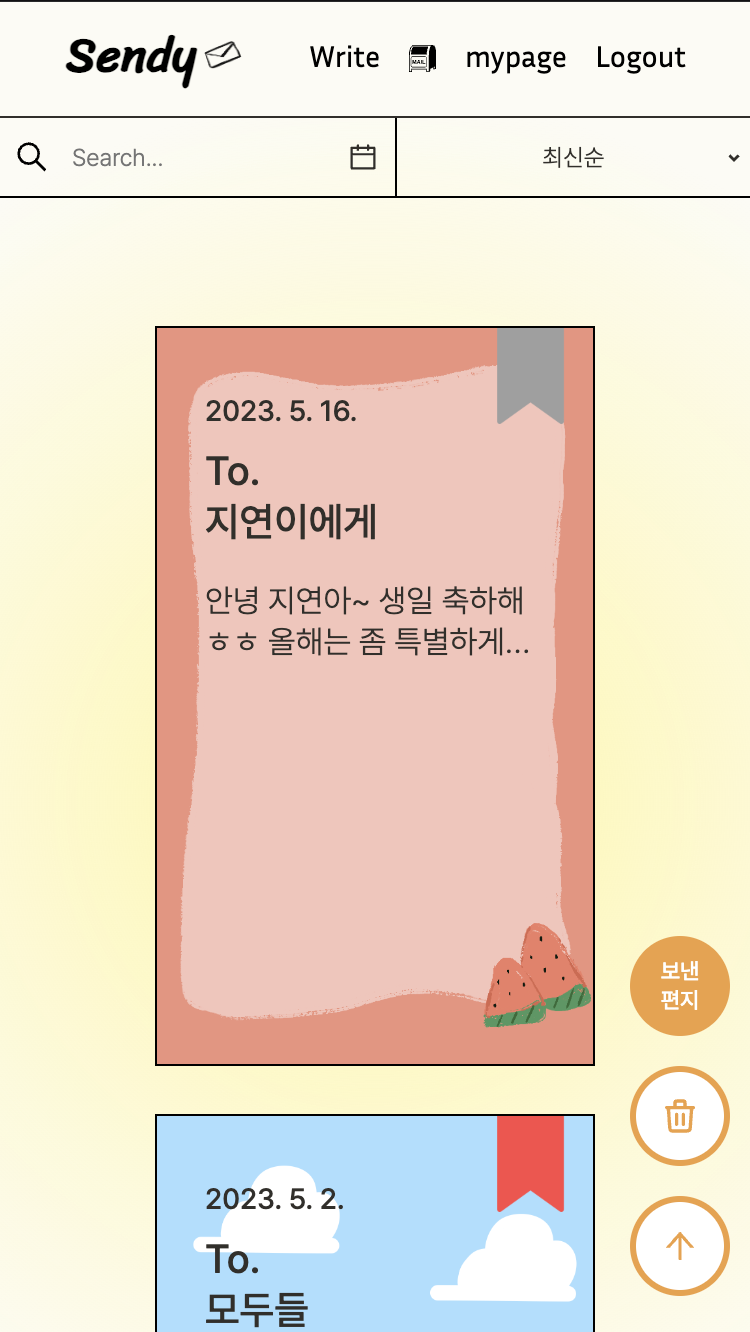 Sendy
Write MAIL mypage Logout
Search... 최신순
2023. 5. 16.
To.
지연이에게
안녕 지연아~ 생일 축하해
ㅎㅎ 올해는 좀 특별하게...
보낸
편지
2023. 5. 2.
To.
모두들